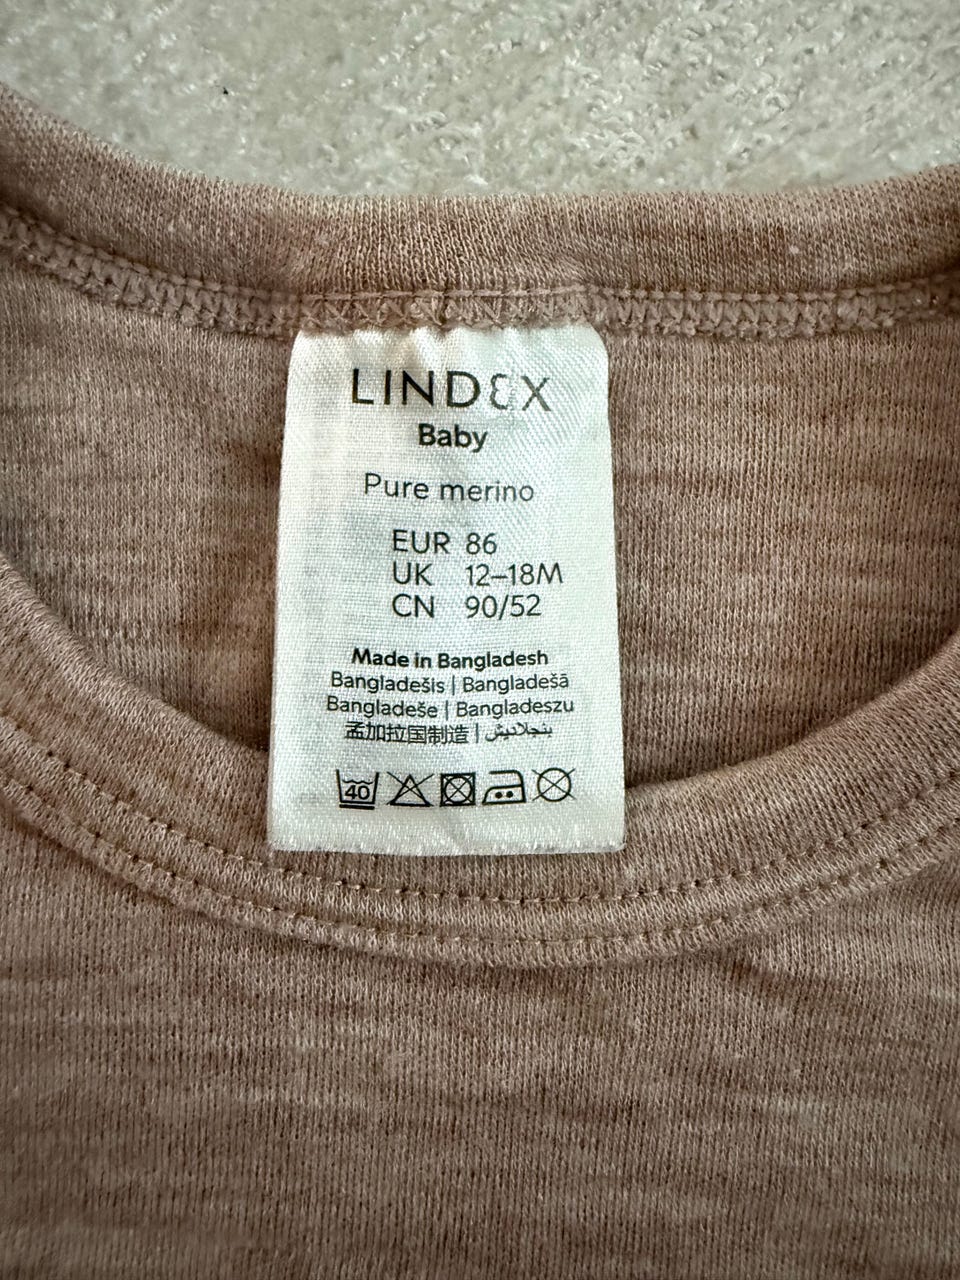 LINDEX
Baby
Pure merino
EUR 86
UK 12–18M
CN 90/52
Made in Bangladesh
Bangladešis | Bangladešā
Bangladeše | Bangladeszu
孟加拉国制造 | بنجلاديش
40